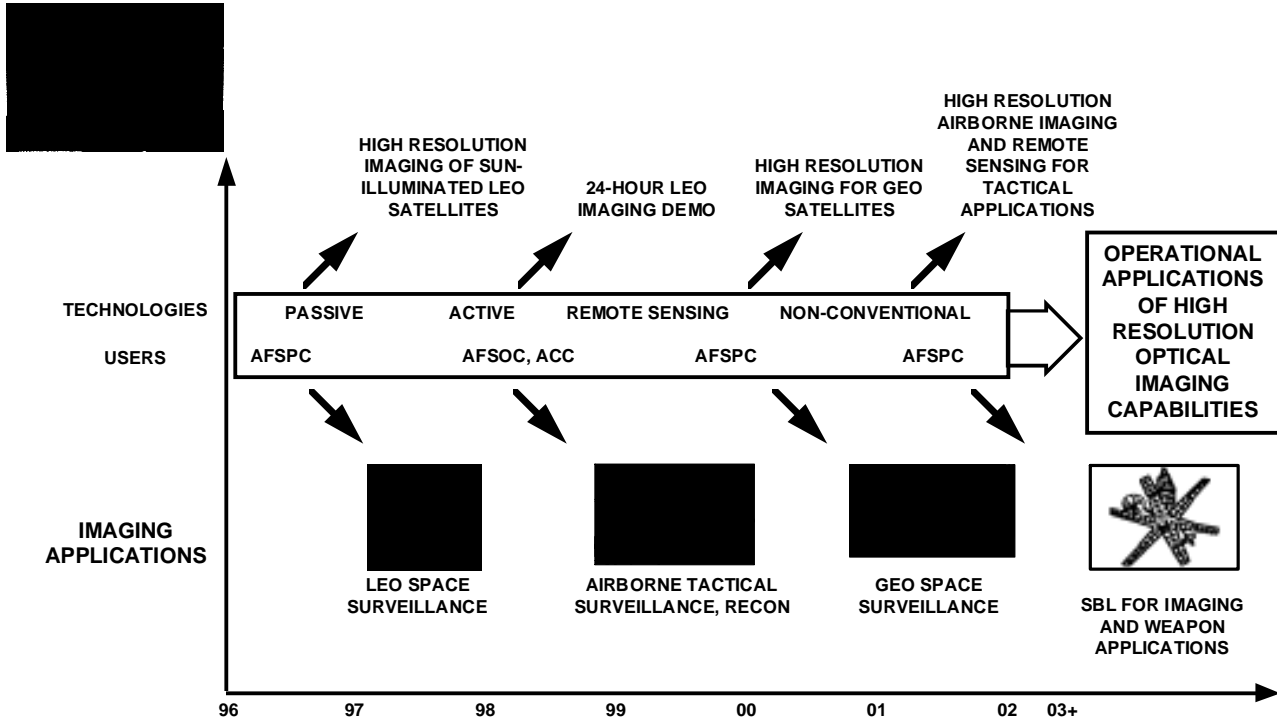 HIGH RESOLUTION
IMAGING OF SUN-
ILLUMINATED LEO
SATELLITES
24-HOUR LEO
IMAGING DEMO
HIGH RESOLUTION
IMAGING FOR GEO
SATELLITES
HIGH RESOLUTION
AIRBORNE IMAGING
AND REMOTE
SENSING FOR
TACTICAL
APPLICATIONS
TECHNOLOGIES
PASSIVE
ACTIVE
REMOTE SENSING
NON-CONVENTIONAL
USERS
AFSPC
AFSOC, ACC
AFSPC
AFSPC
OPERATIONAL
APPLICATIONS
OF HIGH
RESOLUTION
OPTICAL
IMAGING
CAPABILITIES
IMAGING
APPLICATIONS
LEO SPACE
SURVEILLANCE
AIRBORNE TACTICAL
SURVEILLANCE, RECON
GEO SPACE
SURVEILLANCE
SBL FOR IMAGING
AND WEAPON
APPLICATIONS
96 97 98 99 00 01 02 03+